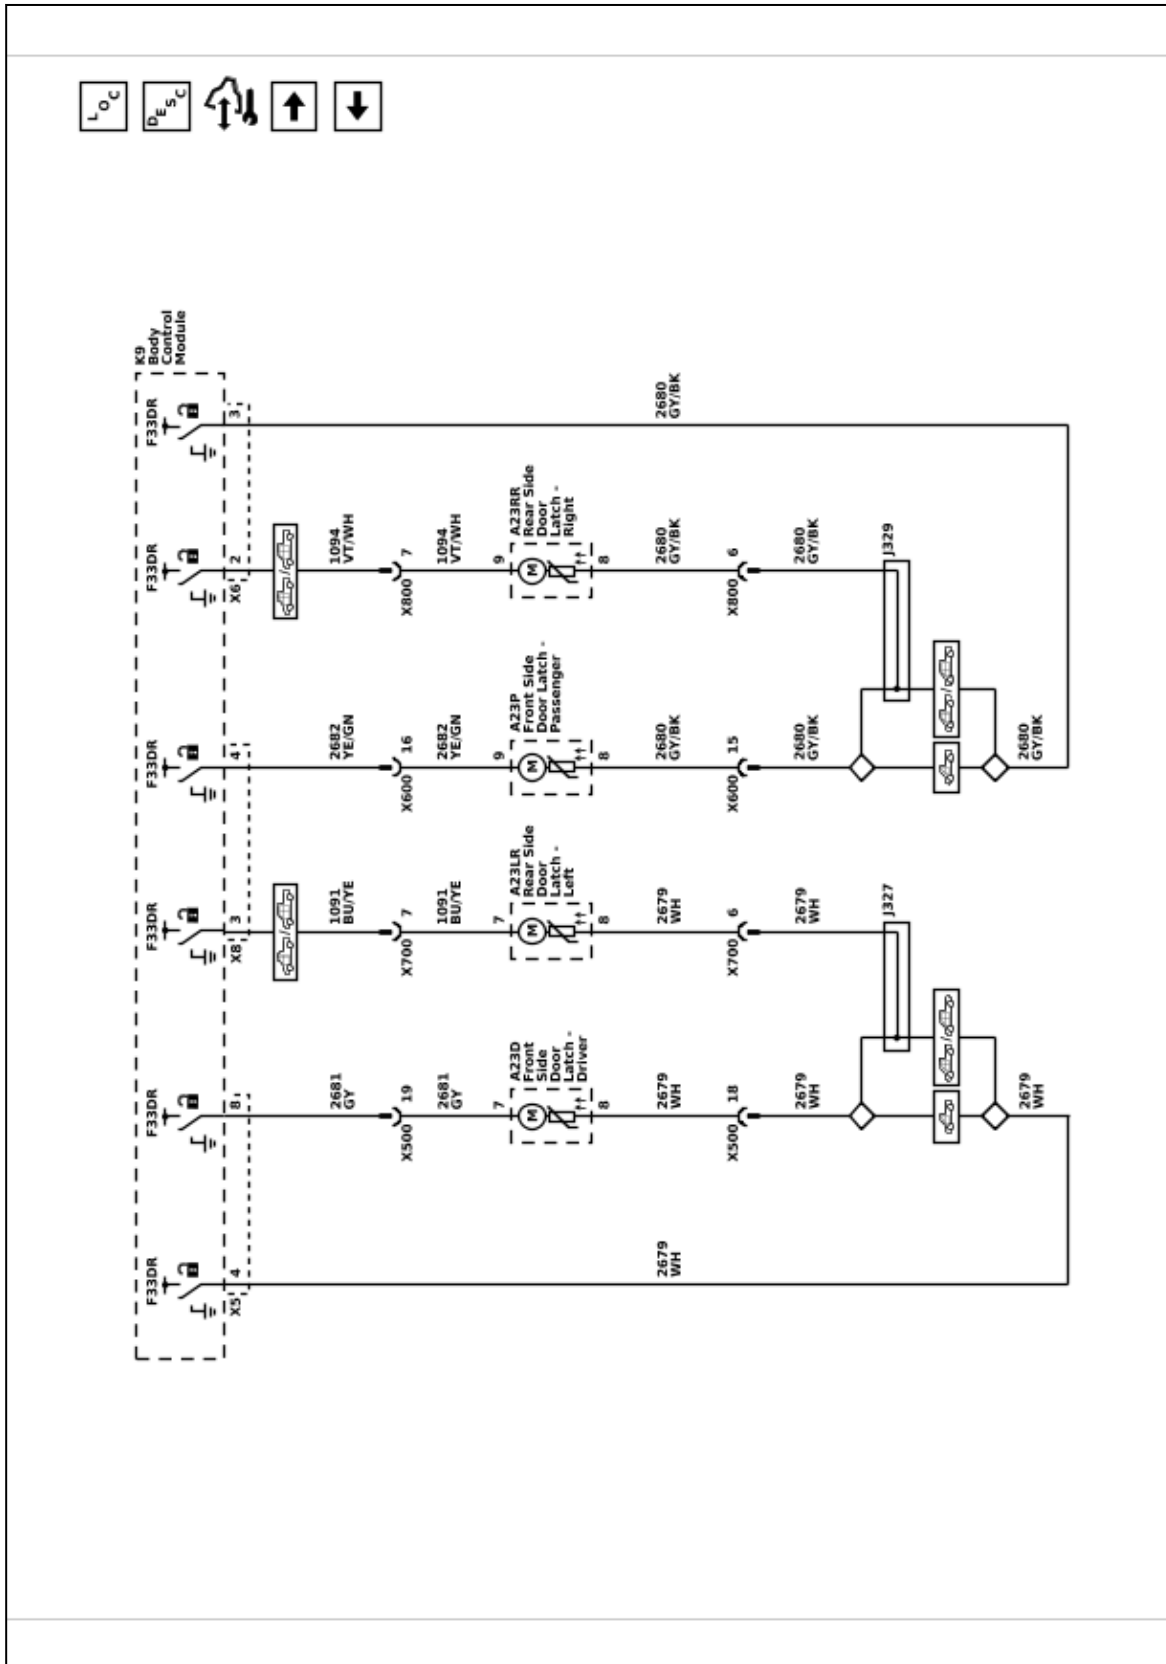 LOC
DESC
K9
Body
Control
Module
F33DR
F33DR
F33DR
F33DR
F33DR
F33DR
F33DR
X5
4
8
X8
3
4
X6
2
3
2681
GY
1091
BU/YE
2682
YE/GN
1094
VT/WH
X500
19
X700
7
X600
16
X800
7
2681
GY
1091
BU/YE
2682
YE/GN
1094
VT/WH
7
7
9
9
M
M
M
M
A23D
Front
Side
Door
Latch -
Driver
A23LR
Rear Side
Door
Latch -
Left
A23P
Front Side
Door Latch -
Passenger
A23RR
Rear Side
Door
Latch -
Right
8
8
8
8
2679
WH
2679
WH
2679
WH
2680
GY/BK
2680
GY/BK
2680
GY/BK
X500
18
X700
6
X600
15
X800
6
2679
WH
2679
WH
2680
GY/BK
2680
GY/BK
J327
J329
2679
WH
2680
GY/BK